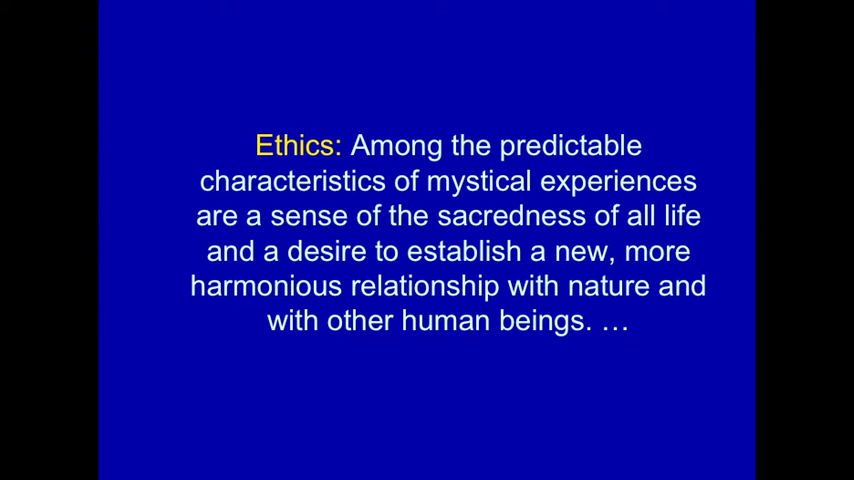 Ethics: Among the predictable
characteristics of mystical experiences
are a sense of the sacredness of all life
and a desire to establish a new, more
harmonious relationship with nature and
with other human beings. …